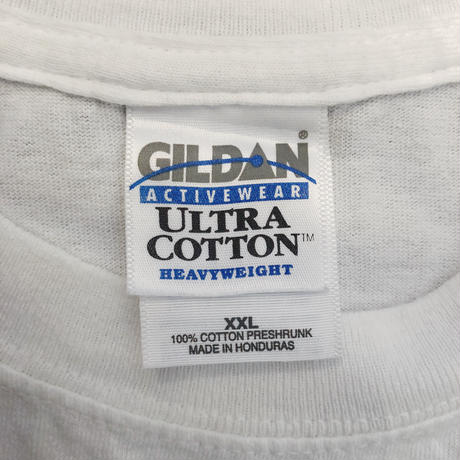 GILDAN®
ACTIVEWEAR
ULTRA
COTTON™
HEAVYWEIGHT
XXL
100% COTTON PRESHRUNK
MADE IN HONDURAS